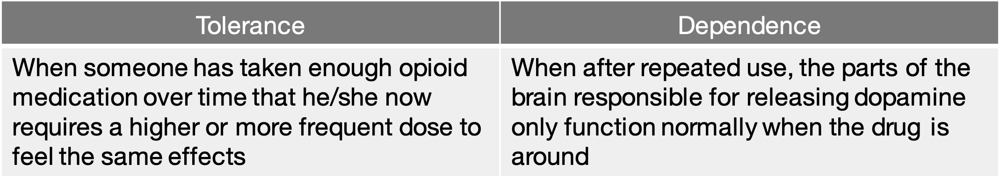 Tolerance
When someone has taken enough opioid
medication over time that he/she now
requires a higher or more frequent dose to
feel the same effects
Dependence
When after repeated use, the parts of the
brain responsible for releasing dopamine
only function normally when the drug is
around